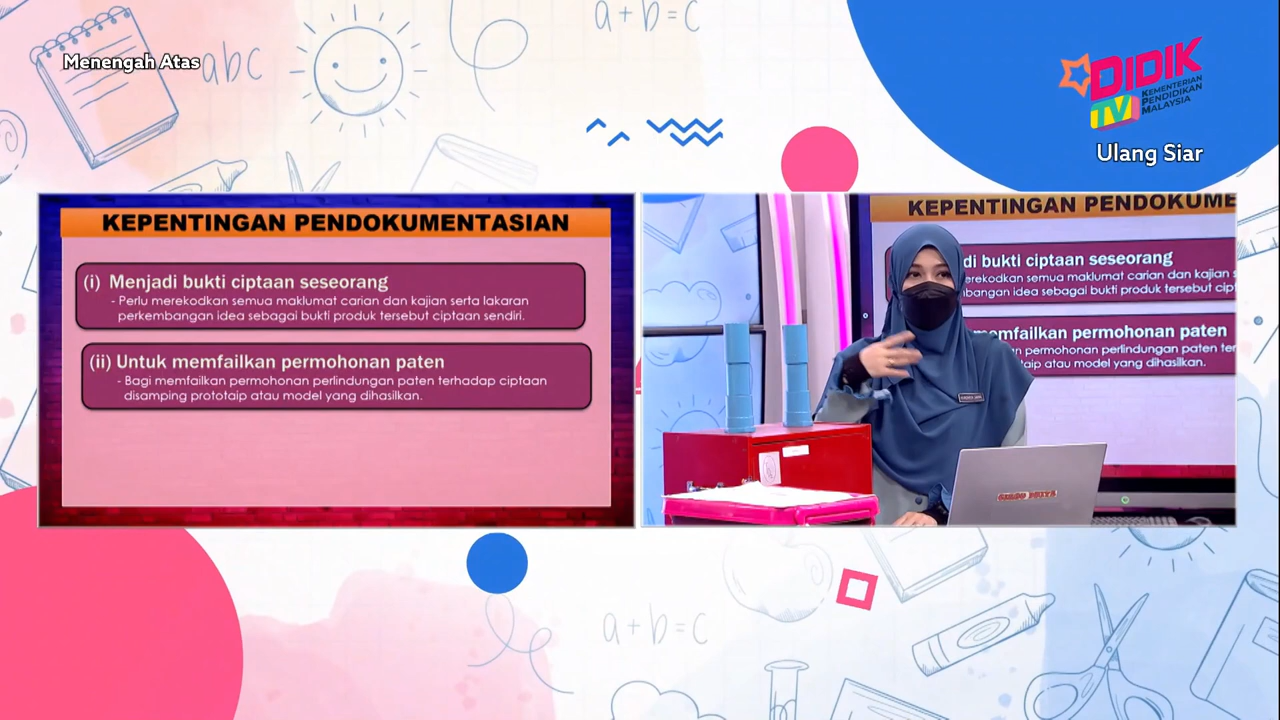 a+b=c
Menengah Atas
abc
DIDIK
TV
KEMENTERIAN
PENDIDIKAN
MALAYSIA
Ulang Siar
KEPENTINGAN PENDOKUMENTASIAN
(i) Menjadi bukti ciptaan seseorang
- Perlu merekodkan semua maklumat carian dan kajian serta lakaran
perkembangan idea sebagai bukti produk tersebut ciptaan sendiri.
(ii) Untuk memfailkan permohonan paten
- Bagi memfailkan permohonan perlindungan paten terhadap ciptaan
disamping prototaip atau model yang dihasilkan.
KEPENTINGAN PENDOKUME
di bukti ciptaan seseorang
erekodkan semua maklumat carian dan kajian s
bangan idea sebagai bukti produk tersebut cipt
memfailkan permohonan paten
n permohonan perlindungan paten ter
taip atau model yang dihasilkan.
a+b=c